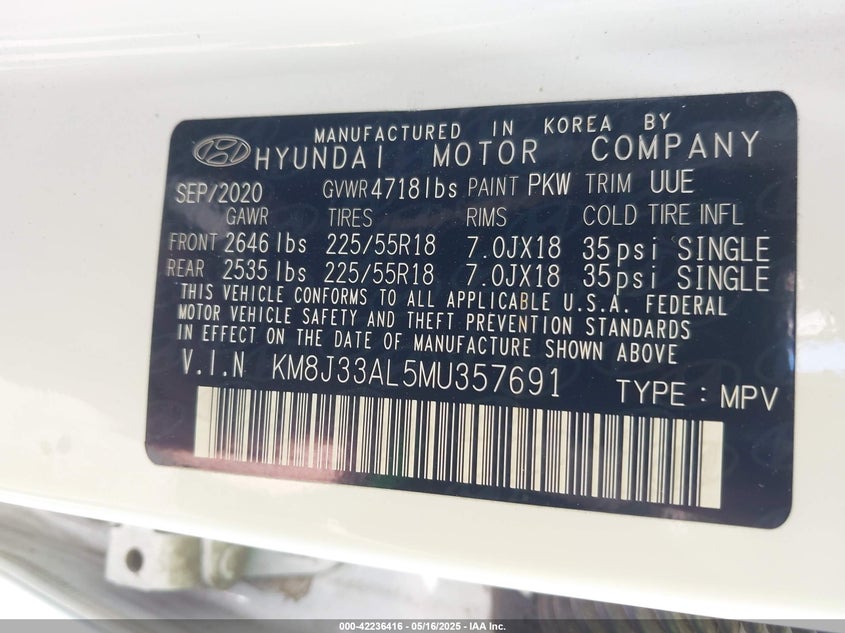 MANUFACTURED IN KOREA BY
HYUNDAI MOTOR COMPANY
SEP/2020 GVWR 4718lbs PAINT PKW TRIM UUE
GAWR TIRES RIMS COLD TIRE INFL
FRONT 2646 lbs 225/55R18 7.0JX18 35psi SINGLE
REAR 2535 lbs 225/55R18 7.0JX18 35psi SINGLE
THIS VEHICLE CONFORMS TO ALL APPLICABLE U.S.A. FEDERAL
MOTOR VEHICLE SAFETY AND THEFT PREVENTION STANDARDS
IN EFFECT ON THE DATE OF MANUFACTURE SHOWN ABOVE
V.I.N KM8J33AL5MU357691 TYPE : MPV
000-42236416 - 05/16/2025 - IAA Inc.